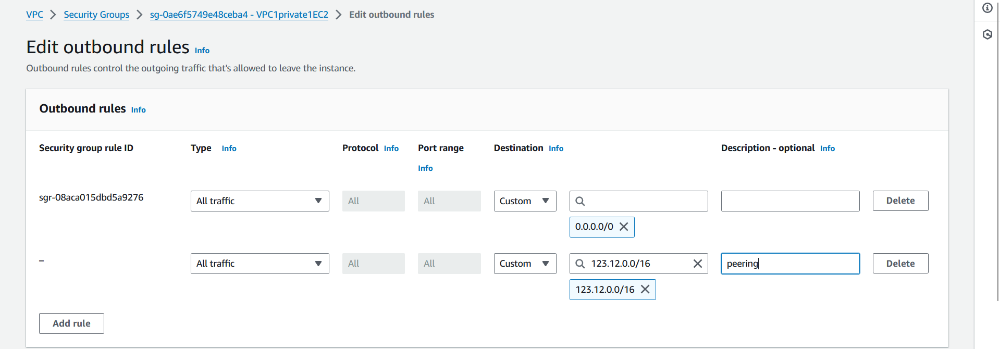 VPC > Security Groups > sg-0ae6f5749e48ceba4 - VPC1private1EC2 > Edit outbound rules
Edit outbound rules Info
Outbound rules control the outgoing traffic that's allowed to leave the instance.
Outbound rules Info
Security group rule ID Type Info Protocol Info Port range Info Destination Info Description - optional Info
sgr-08aca015dbd5a9276 All traffic All All Custom Delete
0.0.0.0/0
– All traffic All All Custom 123.12.0.0/16 peering Delete
123.12.0.0/16
Add rule